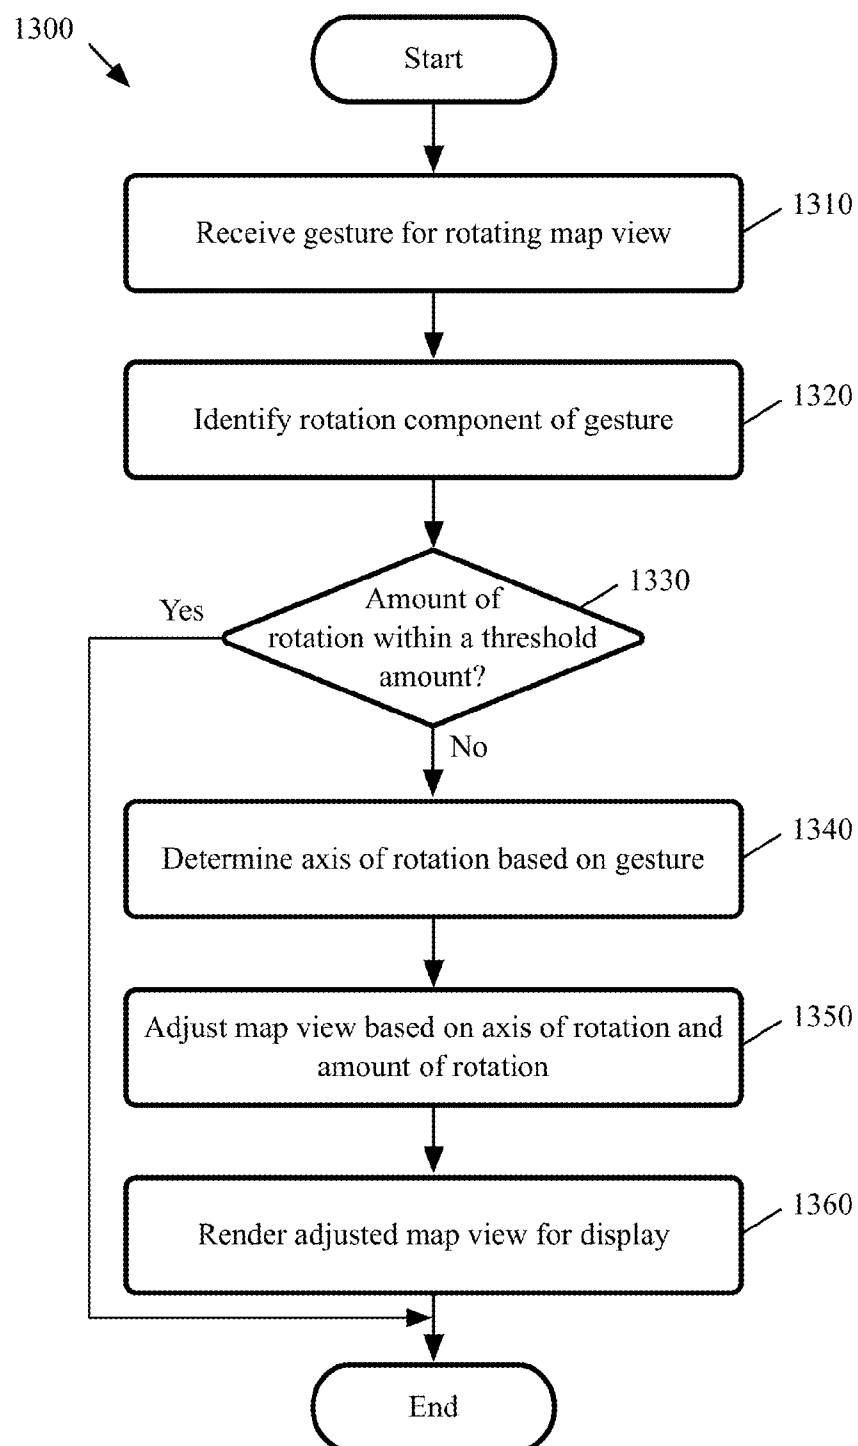 1300
Start
Receive gesture for rotating map view
1310
Identify rotation component of gesture
1320
Amount of
rotation within a threshold
amount?
1330
Yes
No
Determine axis of rotation based on gesture
1340
Adjust map view based on axis of rotation and
amount of rotation
1350
Render adjusted map view for display
1360
End